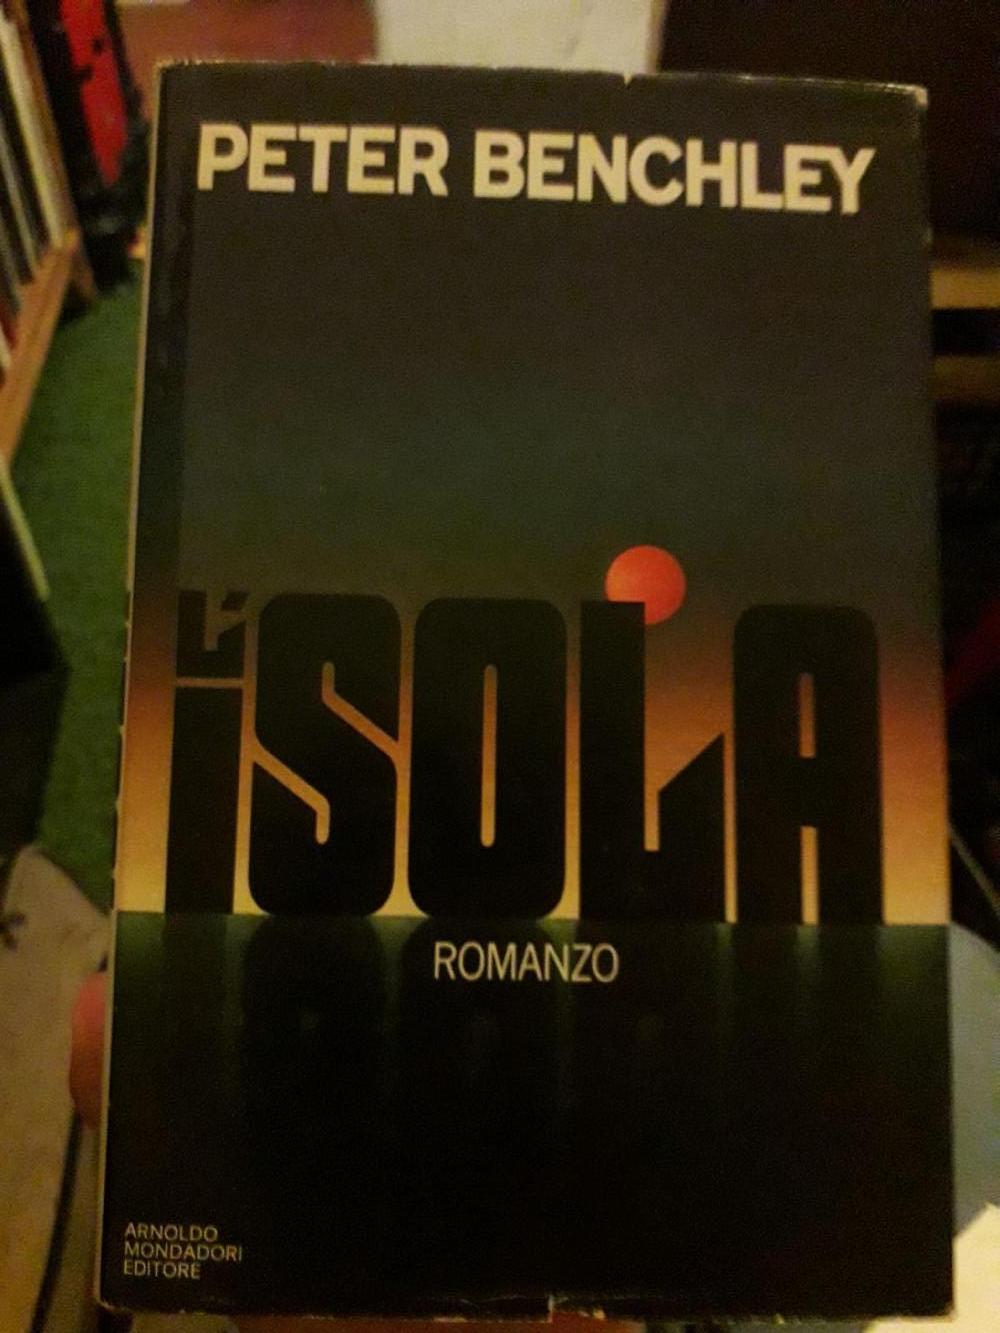 PETER BENCHLEY
L'
iSOLA
ROMANZO
ARNOLDO
MONDADORI
EDITORE